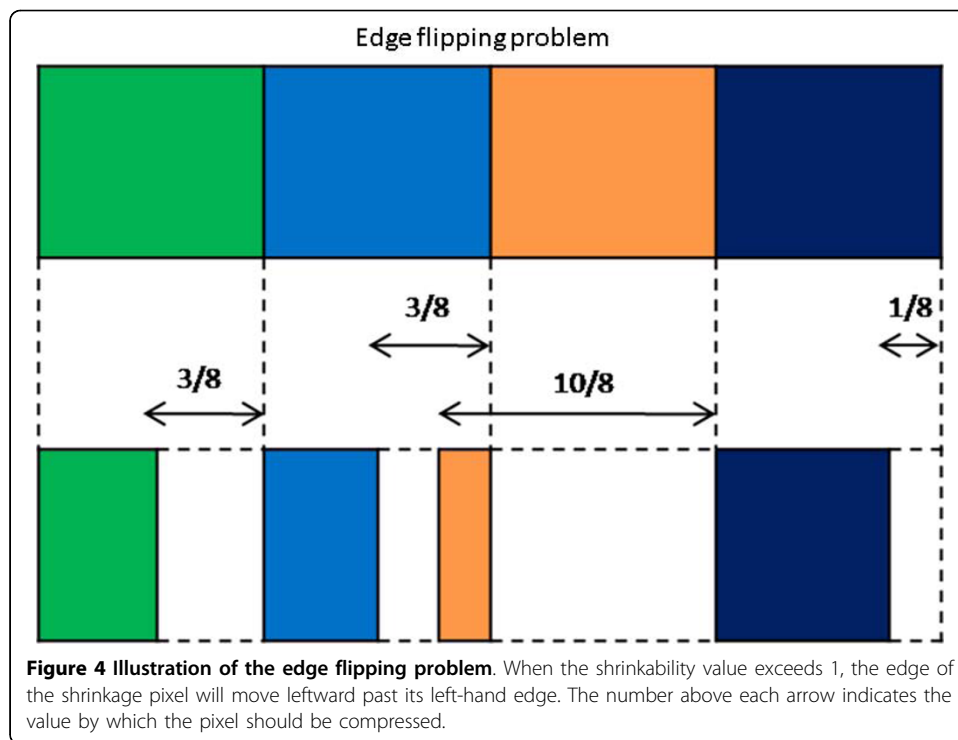 Edge flipping problem
3/8
1/8
3/8
10/8
Figure 4 Illustration of the edge flipping problem. When the shrinkability value exceeds 1, the edge of
the shrinkage pixel will move leftward past its left-hand edge. The number above each arrow indicates the
value by which the pixel should be compressed.